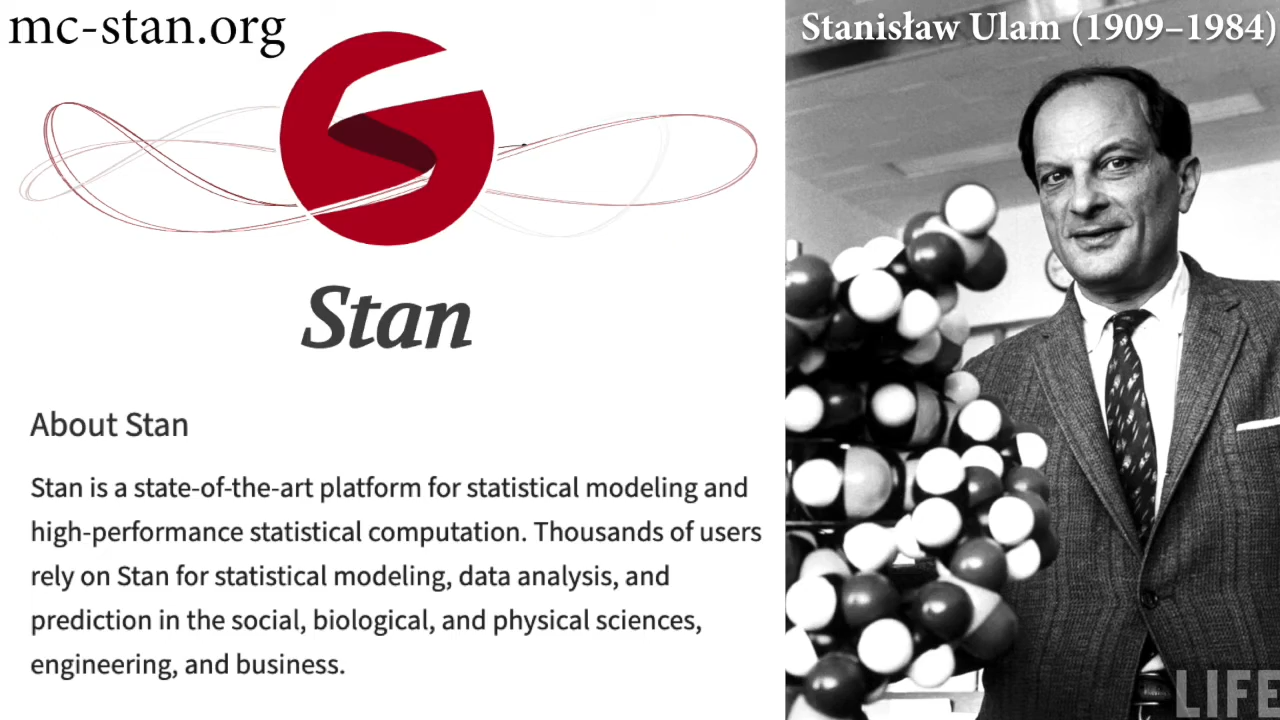 mc-stan.org
Stanisław Ulam (1909–1984)
Stan
About Stan
Stan is a state-of-the-art platform for statistical modeling and
high-performance statistical computation. Thousands of users
rely on Stan for statistical modeling, data analysis, and
prediction in the social, biological, and physical sciences,
engineering, and business.
LIFE